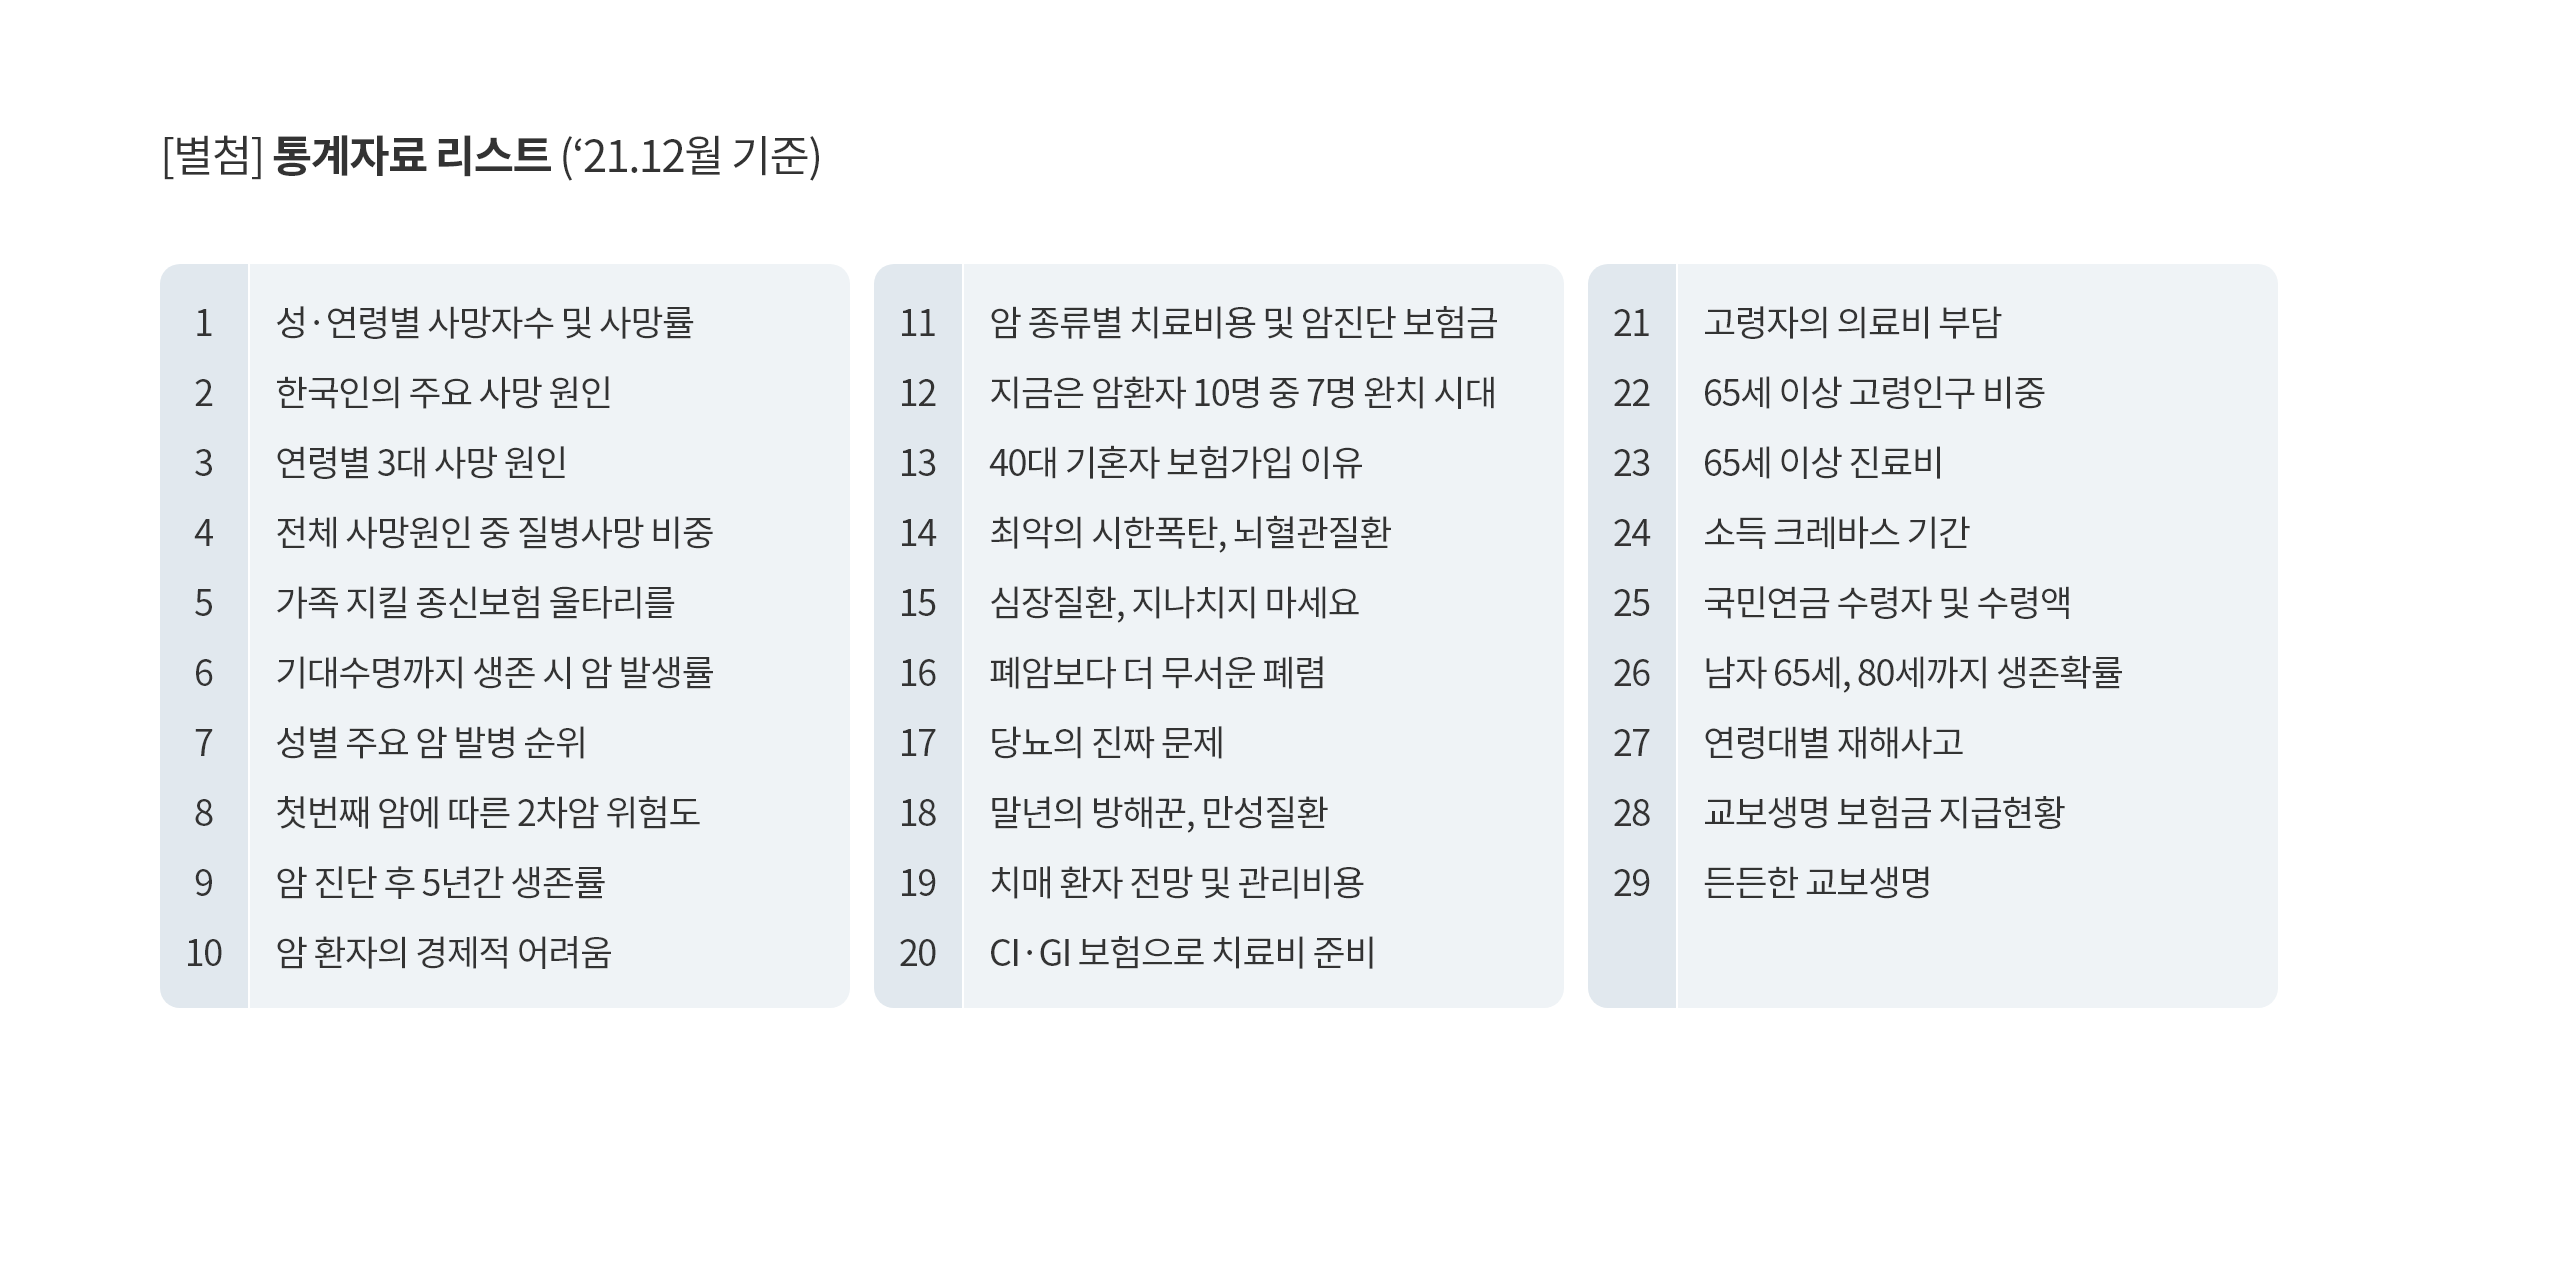 [별첨] 통계자료 리스트 (‘21.12월 기준)
1 성·연령별 사망자수 및 사망률
2 한국인의 주요 사망 원인
3 연령별 3대 사망 원인
4 전체 사망원인 중 질병사망 비중
5 가족 지킬 종신보험 울타리를
6 기대수명까지 생존 시 암 발생률
7 성별 주요 암 발병 순위
8 첫번째 암에 따른 2차암 위험도
9 암 진단 후 5년간 생존률
10 암 환자의 경제적 어려움
11 암 종류별 치료비용 및 암진단 보험금
12 지금은 암환자 10명 중 7명 완치 시대
13 40대 기혼자 보험가입 이유
14 최악의 시한폭탄, 뇌혈관질환
15 심장질환, 지나치지 마세요
16 폐암보다 더 무서운 폐렴
17 당뇨의 진짜 문제
18 말년의 방해꾼, 만성질환
19 치매 환자 전망 및 관리비용
20 CI·GI 보험으로 치료비 준비
21 고령자의 의료비 부담
22 65세 이상 고령인구 비중
23 65세 이상 진료비
24 소득 크레바스 기간
25 국민연금 수령자 및 수령액
26 남자 65세, 80세까지 생존확률
27 연령대별 재해사고
28 교보생명 보험금 지급현황
29 든든한 교보생명